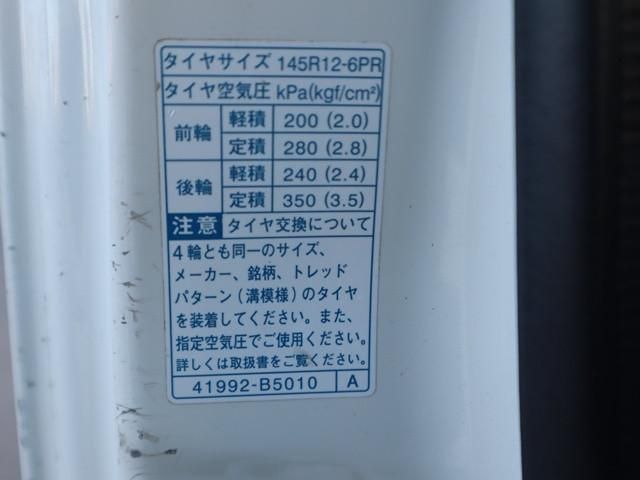 タイヤサイズ 145R12-6PR
タイヤ空気圧 kPa(kgf/cm²)
前輪 軽積 200 (2.0)
定積 280 (2.8)
後輪 軽積 240 (2.4)
定積 350 (3.5)
注意 タイヤ交換について
4輪とも同一のサイズ、
メーカー、銘柄、トレッド
パターン(溝模様)のタイヤ
を装着してください。また、
指定空気圧でご使用ください。
詳しくは取扱書をご覧ください。
41992-B5010 A